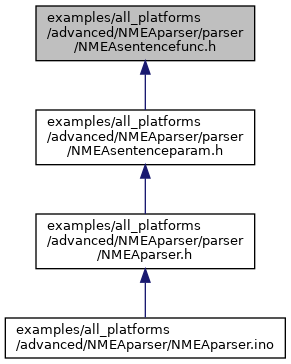 examples/all_platforms
/advanced/NMEAparser/parser
/NMEAsentencefunc.h
examples/all_platforms
/advanced/NMEAparser/parser
/NMEAsentenceparam.h
examples/all_platforms
/advanced/NMEAparser/parser
/NMEAparser.h
examples/all_platforms
/advanced/NMEAparser/NMEAparser.ino